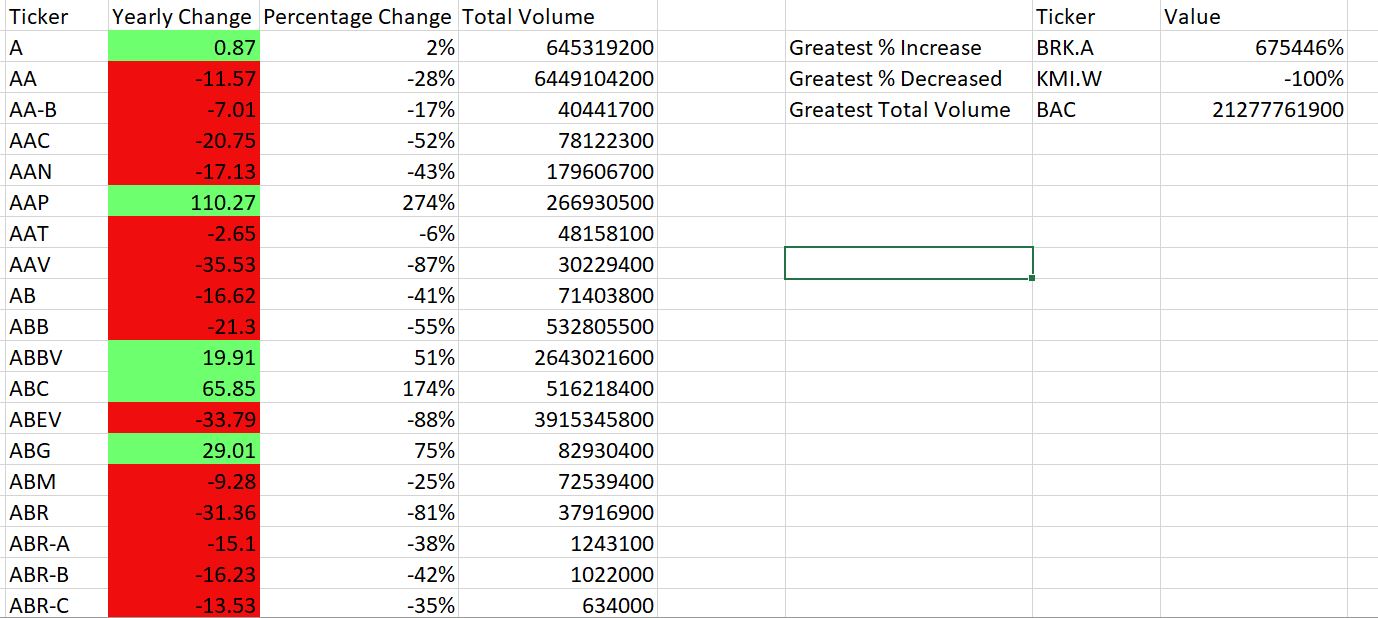 Ticker Yearly Change Percentage Change Total Volume Ticker Value
A 0.87 2% 645319200 Greatest % Increase BRK.A 675446%
AA -11.57 -28% 6449104200 Greatest % Decreased KMI.W -100%
AA-B -7.01 -17% 40441700 Greatest Total Volume BAC 21277761900
AAC -20.75 -52% 78122300
AAN -17.13 -43% 179606700
AAP 110.27 274% 266930500
AAT -2.65 -6% 48158100
AAV -35.53 -87% 30229400
AB -16.62 -41% 71403800
ABB -21.3 -55% 532805500
ABBV 19.91 51% 2643021600
ABC 65.85 174% 516218400
ABEV -33.79 -88% 3915345800
ABG 29.01 75% 82930400
ABM -9.28 -25% 72539400
ABR -31.36 -81% 37916900
ABR-A -15.1 -38% 1243100
ABR-B -16.23 -42% 1022000
ABR-C -13.53 -35% 634000